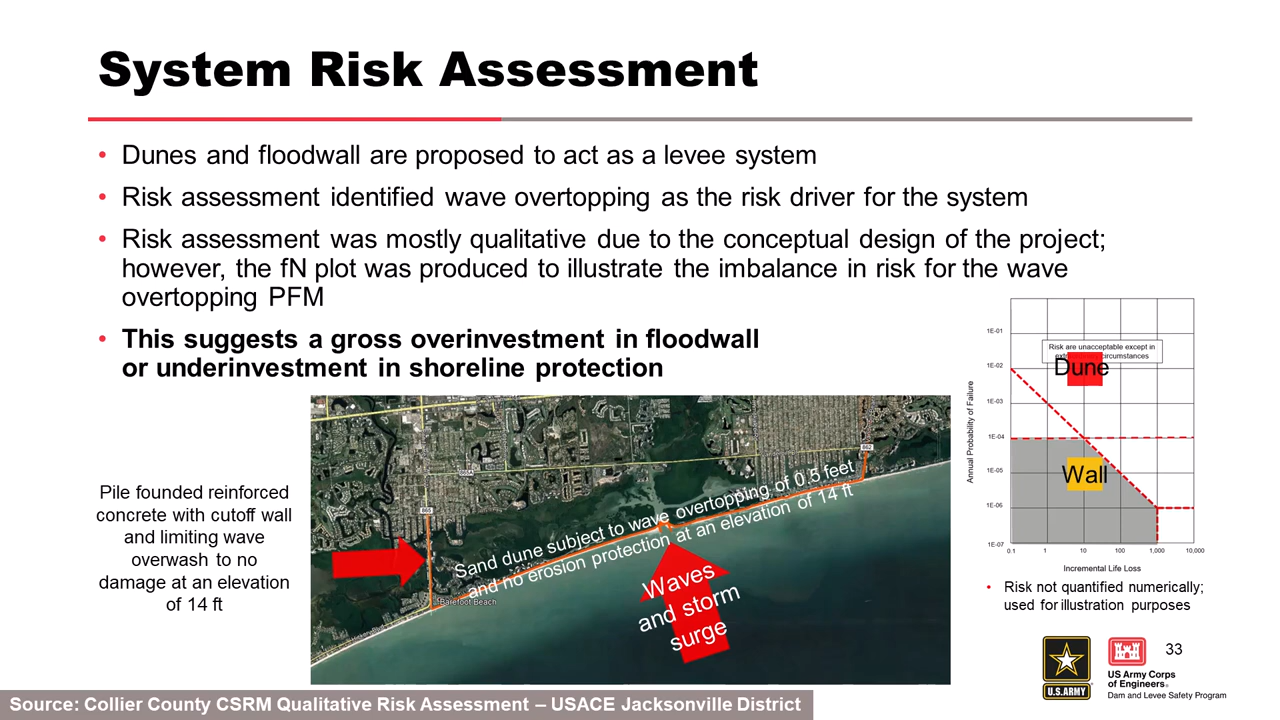 System Risk Assessment
• Dunes and floodwall are proposed to act as a levee system
• Risk assessment identified wave overtopping as the risk driver for the system
• Risk assessment was mostly qualitative due to the conceptual design of the project;
however, the fN plot was produced to illustrate the imbalance in risk for the wave
overtopping PFM
• This suggests a gross overinvestment in floodwall
or underinvestment in shoreline protection
Pile founded reinforced
concrete with cutoff wall
and limiting wave
overwash to no
damage at an elevation
of 14 ft
Sand dune subject to wave overtopping of 0.5 feet
and no erosion protection at an elevation of 14 ft
Waves
and storm
surge
Barefoot Beach
865
862
Annual Probability of Failure
1E-01
1E-02
1E-03
1E-04
1E-05
1E-06
1E-07
Risk are unacceptable except in
circumstances
Dune
Wall
0.1 1 10 100 1,000 10,000
Incremental Life Loss
• Risk not quantified numerically;
used for illustration purposes
U.S. ARMY
US Army Corps
of Engineers®
Dam and Levee Safety Program
33
Source: Collier County CSRM Qualitative Risk Assessment – USACE Jacksonville District